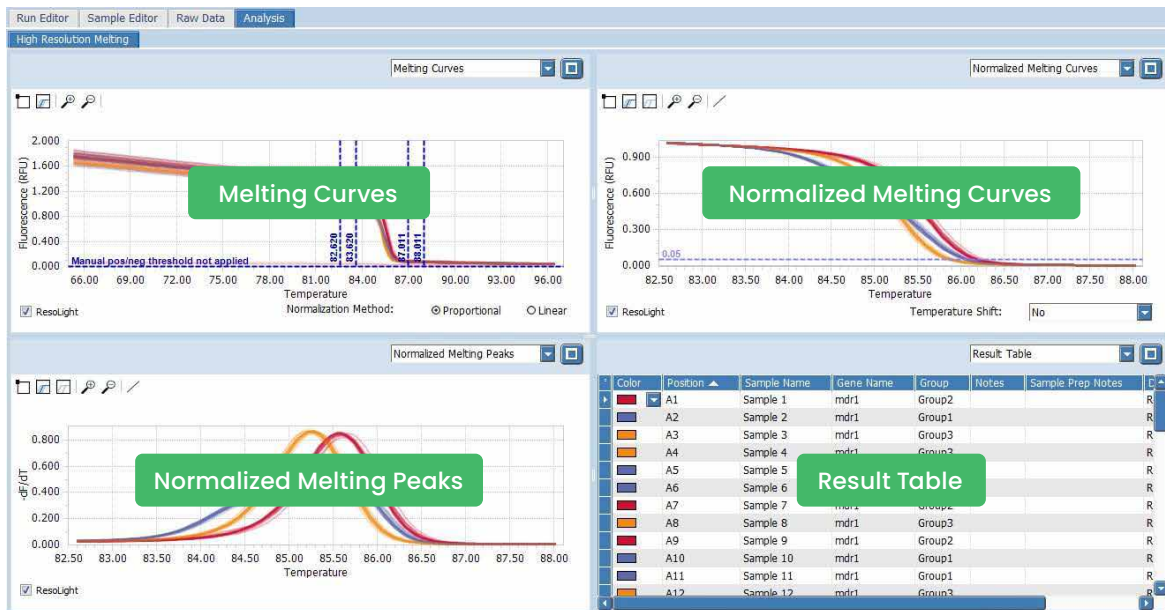 Run Editor Sample Editor Raw Data Analysis
High Resolution Melting
Melting Curves
2.000
1.600
1.200
0.800
0.400
0.000
Fluorescence (RFU)
Melting Curves
82.620
83.620
87.011
88.011
Manual pos/neg threshold not applied
66.00 69.00 72.00 75.00 78.00 81.00 84.00 87.00 90.00 93.00 96.00
Temperature
ResoLight Normalization Method: Proportional Linear
Normalized Melting Curves
0.900
0.600
0.300
0.000
Fluorescence (RFU)
Normalized Melting Curves
0.05
82.50 83.00 83.50 84.00 84.50 85.00 85.50 86.00 86.50 87.00 87.50 88.00
Temperature
ResoLight Temperature Shift: No
Normalized Melting Peaks
0.800
0.600
0.400
0.200
0.000
-dF/dT
Normalized Melting Peaks
82.50 83.00 83.50 84.00 84.50 85.00 85.50 86.00 86.50 87.00 87.50 88.00
Temperature
ResoLight
Result Table
Color Position Sample Name Gene Name Group Notes Sample Prep Notes
A1 Sample 1 mdr1 Group2 R
A2 Sample 2 mdr1 Group1 R
A3 Sample 3 mdr1 Group3 R
A4 Sample 4 mdr1 Group3 R
A5 Sample 5 R
A6 Sample 6 R
A7 Sample 7 R
A8 Sample 8 mdr1 Group3 R
A9 Sample 9 mdr1 Group2 R
A10 Sample 10 mdr1 Group1 R
A11 Sample 11 mdr1 Group1 R
A12 Sample 12 mdr1 Group3 R
Result Table